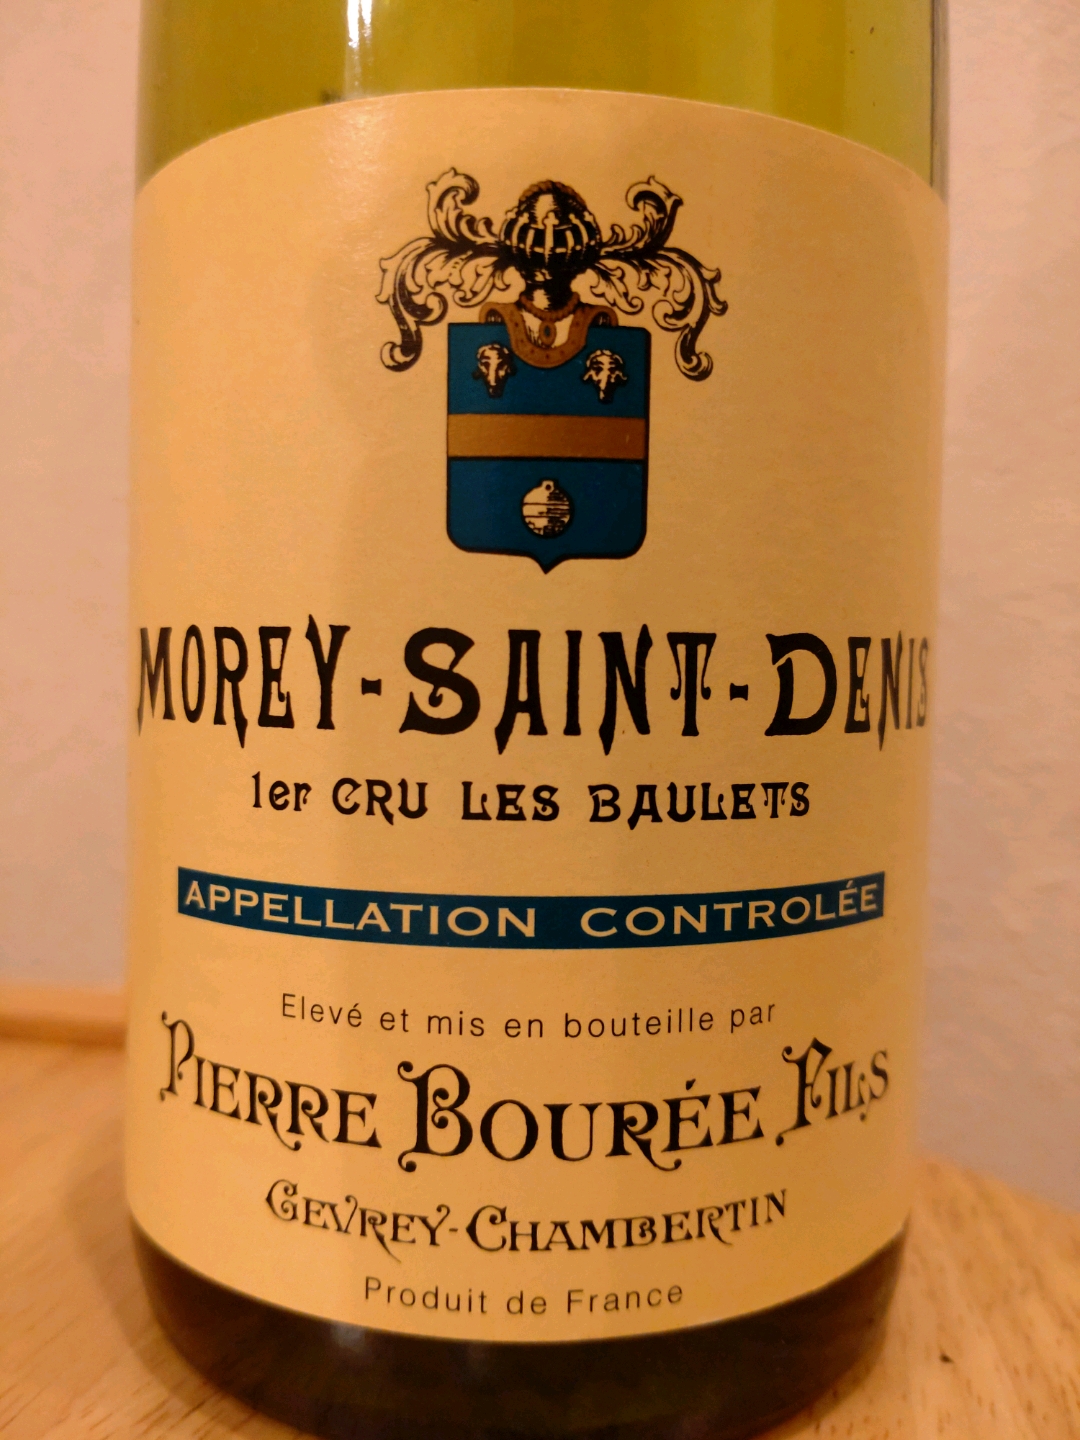 MOREY-SAINT-DENIS
1er CRU LES BAULETS
APPELLATION CONTROLÉE
Elevé et mis en bouteille par
PIERRE BOURÉE FILS
GEVREY-CHAMBERTIN
Produit de France